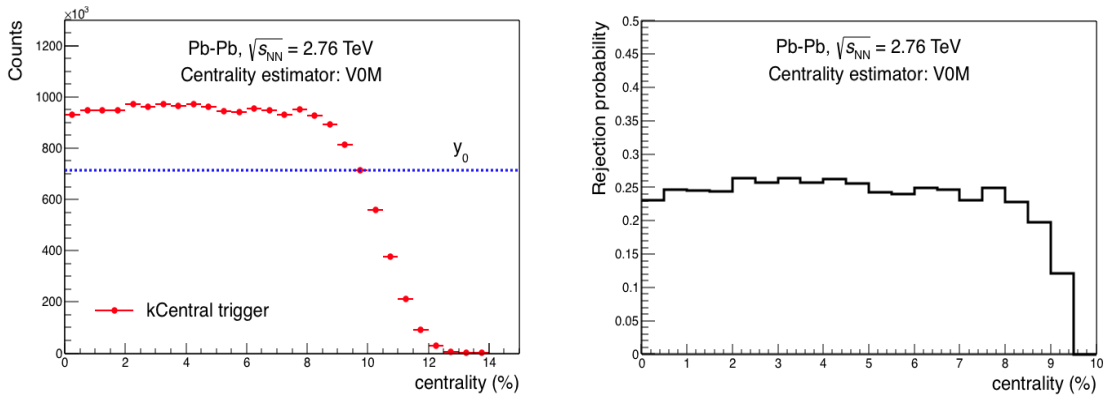 ×10³
Counts
1200
1000
800
600
400
200
0
Pb-Pb, √sNN = 2.76 TeV
Centrality estimator: V0M
y0
kCentral trigger
0 2 4 6 8 10 12 14
centrality (%)
Rejection probability
0.5
0.45
0.4
0.35
0.3
0.25
0.2
0.15
0.1
0.05
0
Pb-Pb, √sNN = 2.76 TeV
Centrality estimator: V0M
0 1 2 3 4 5 6 7 8 9 10
centrality (%)